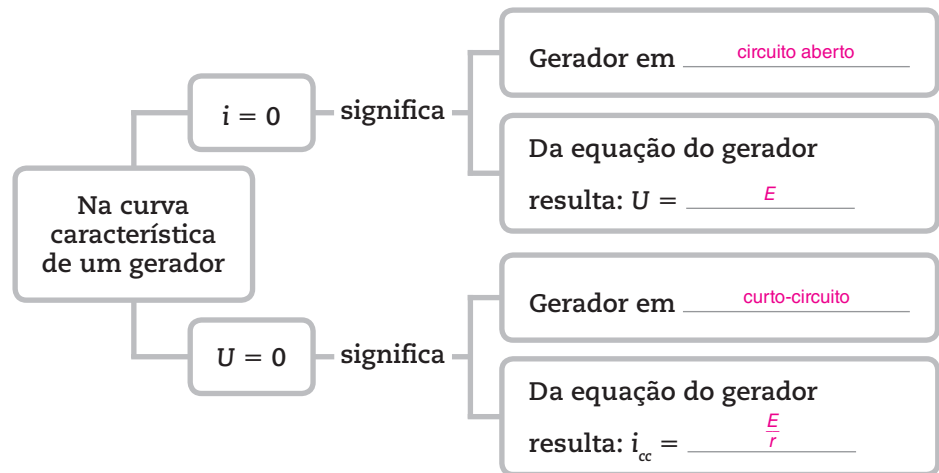 Na curva
característica
de um gerador
i = 0
significa
Gerador em circuito aberto
Da equação do gerador
resulta: U = E
U = 0
significa
Gerador em curto-circuito
Da equação do gerador
resulta: i_cc = E/r